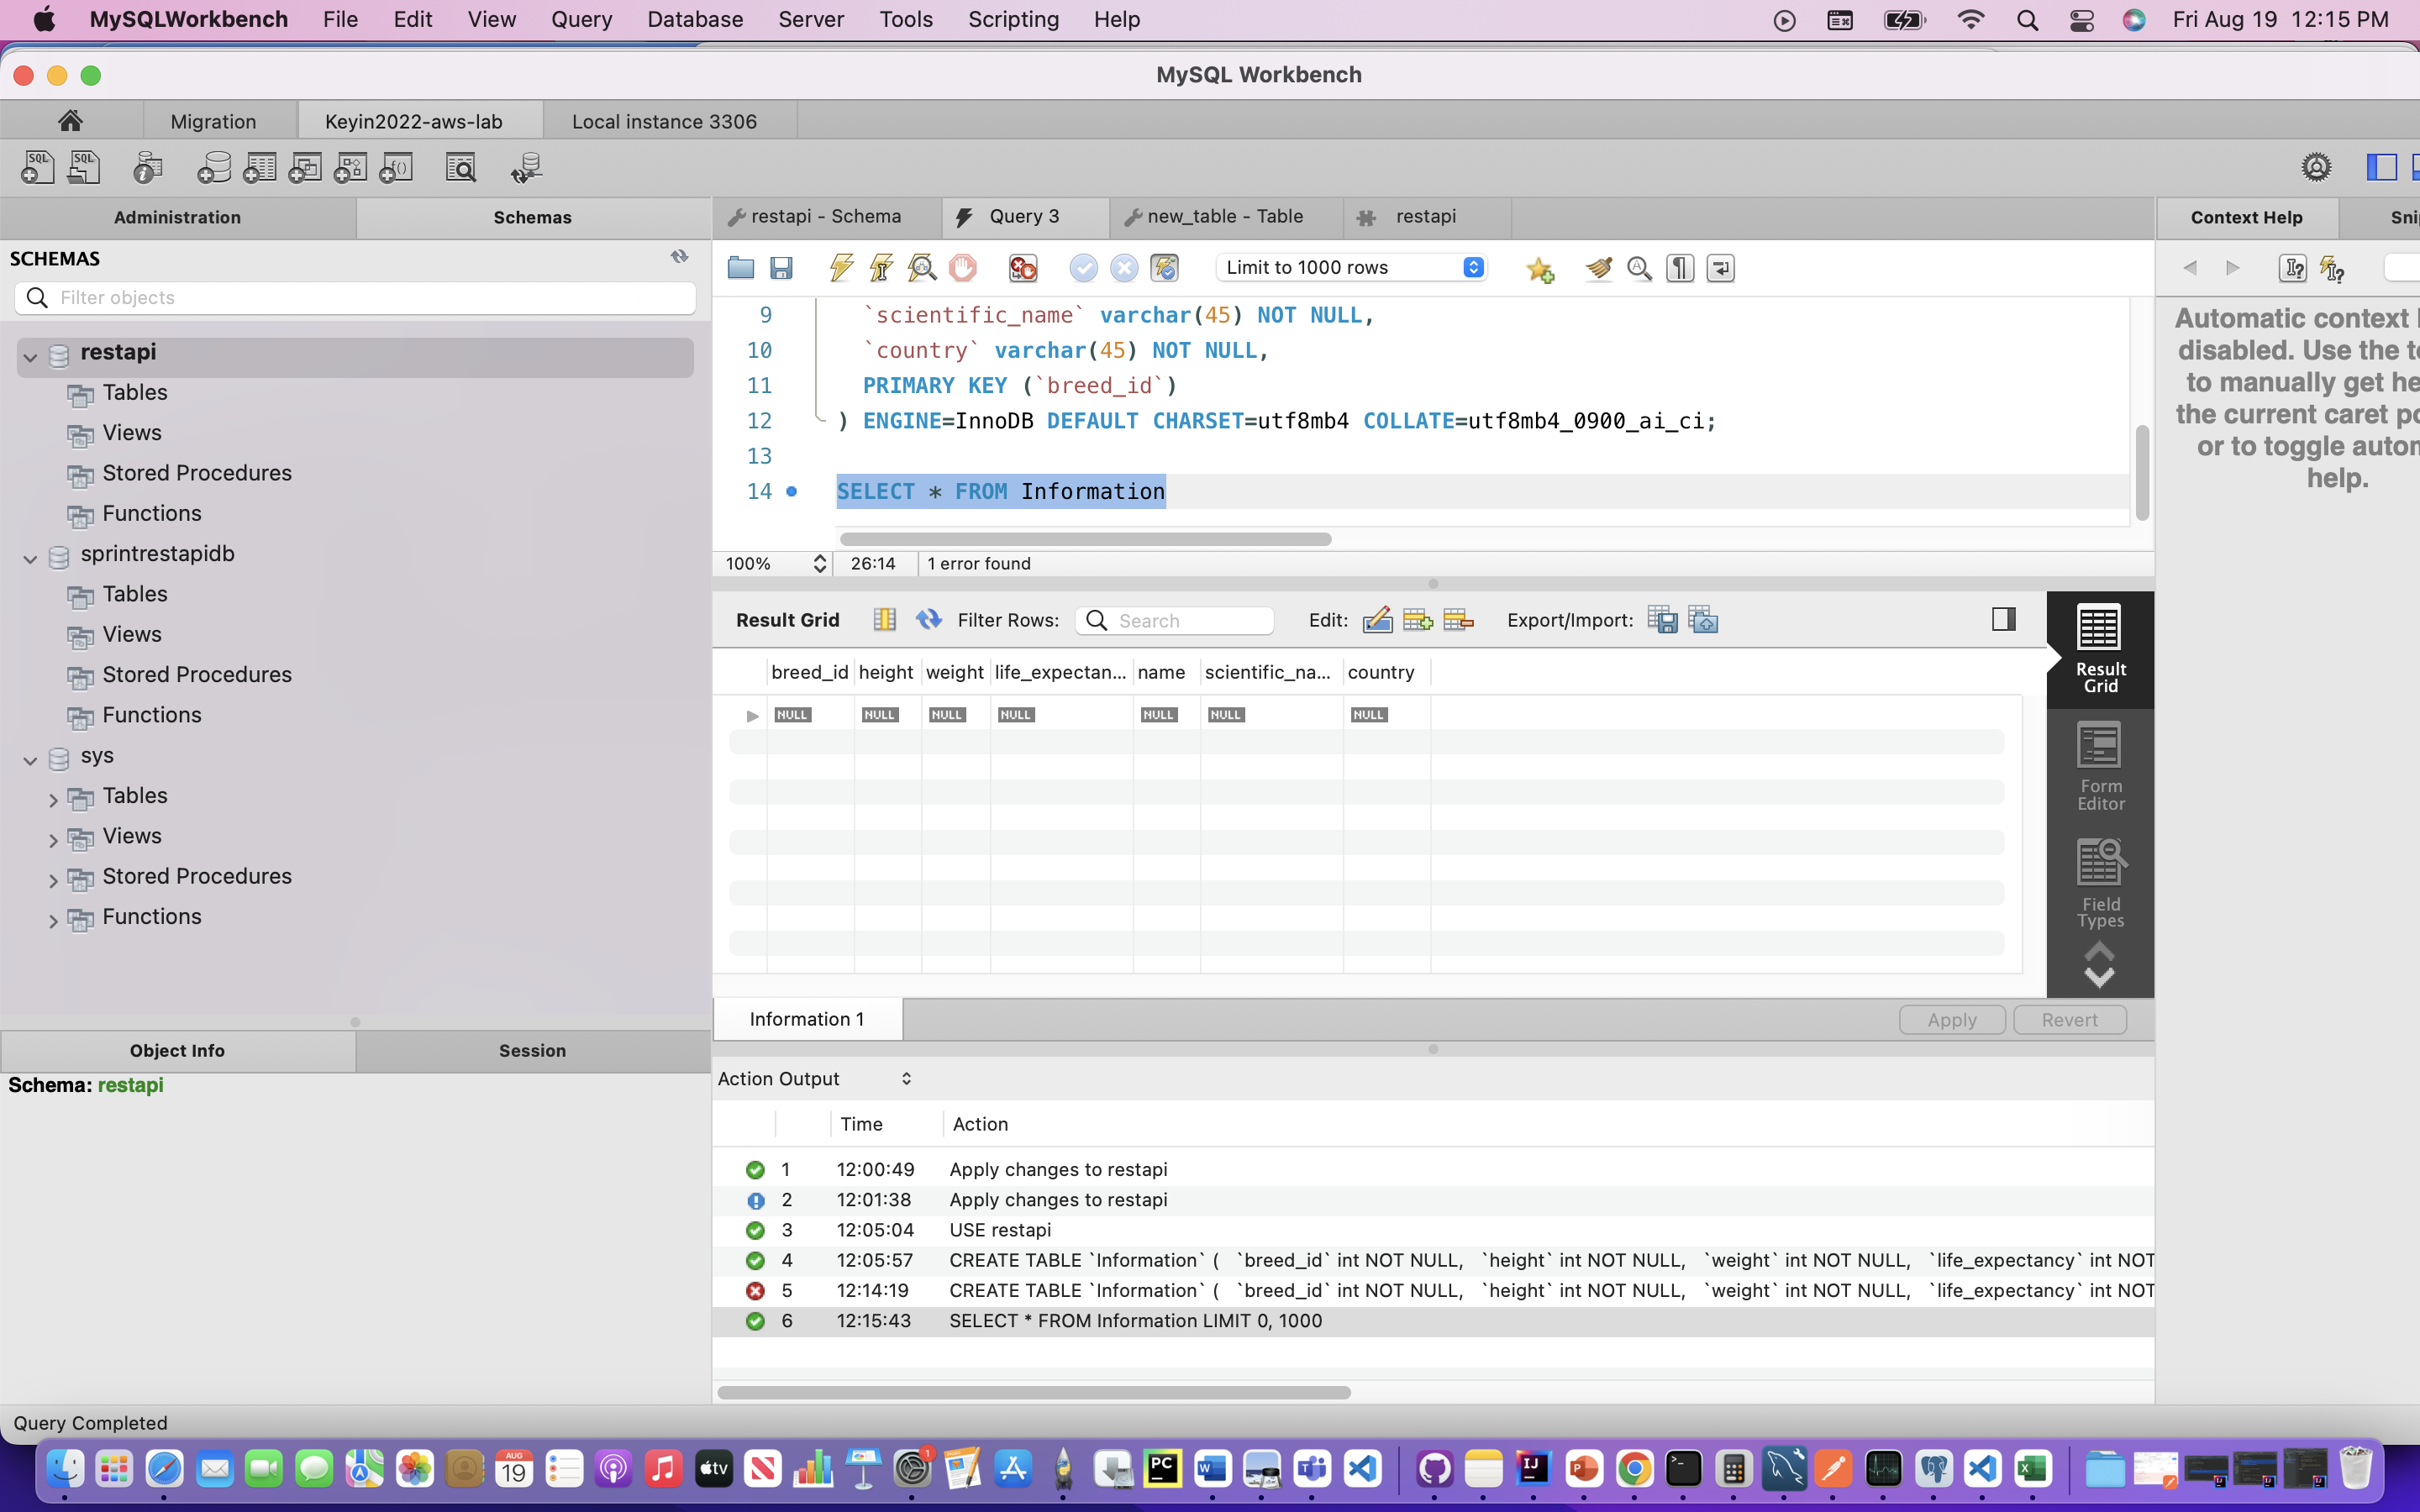 MySQLWorkbench File Edit View Query Database Server Tools Scripting Help Fri Aug 19 12:15 PM
MySQL Workbench
Migration Keyin2022-aws-lab Local instance 3306
SQL SQL
Administration Schemas restapi - Schema Query 3 new_table - Table restapi Context Help Sni
SCHEMAS
Filter objects
Limit to 1000 rows
restapi
Tables
Views
Stored Procedures
Functions
sprintrestapidb
Tables
Views
Stored Procedures
Functions
sys
Tables
Views
Stored Procedures
Functions
Object Info Session
Schema: restapi
9 `scientific_name` varchar(45) NOT NULL,
10 `country` varchar(45) NOT NULL,
11 PRIMARY KEY (`breed_id`)
12 ) ENGINE=InnoDB DEFAULT CHARSET=utf8mb4 COLLATE=utf8mb4_0900_ai_ci;
13
14 SELECT * FROM Information
100% 26:14 1 error found
Result Grid Filter Rows: Search Edit: Export/Import:
breed_id height weight life_expectan... name scientific_na... country
NULL NULL NULL NULL NULL NULL NULL
Result
Grid
Form
Editor
Field
Types
Information 1 Apply Revert
Action Output
Time Action
1 12:00:49 Apply changes to restapi
2 12:01:38 Apply changes to restapi
3 12:05:04 USE restapi
4 12:05:57 CREATE TABLE `Information` ( `breed_id` int NOT NULL, `height` int NOT NULL, `weight` int NOT NULL, `life_expectancy` int NOT
5 12:14:19 CREATE TABLE `Information` ( `breed_id` int NOT NULL, `height` int NOT NULL, `weight` int NOT NULL, `life_expectancy` int NOT
6 12:15:43 SELECT * FROM Information LIMIT 0, 1000
Automatic context
disabled. Use the t
to manually get he
the current caret po
or to toggle autom
help.
Query Completed
AUG
19
tv
1
PC
IJ